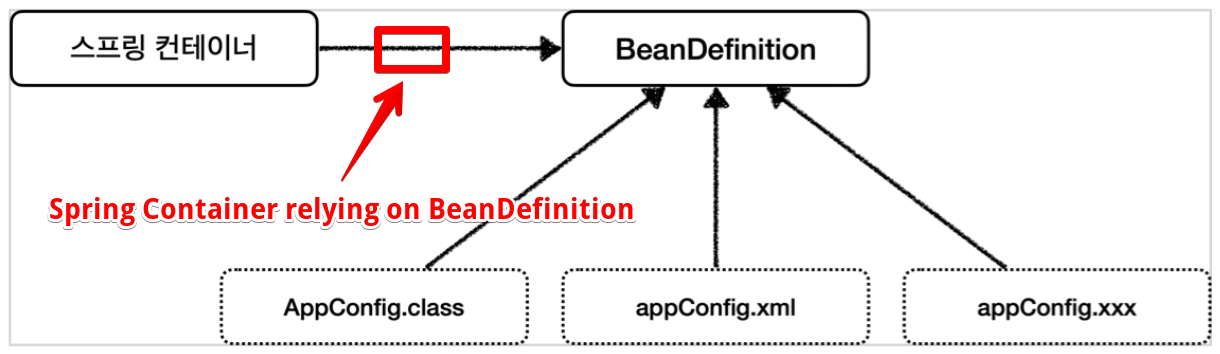 스프링 컨테이너
BeanDefinition
Spring Container relying on BeanDefinition
AppConfig.class
appConfig.xml
appConfig.xxx